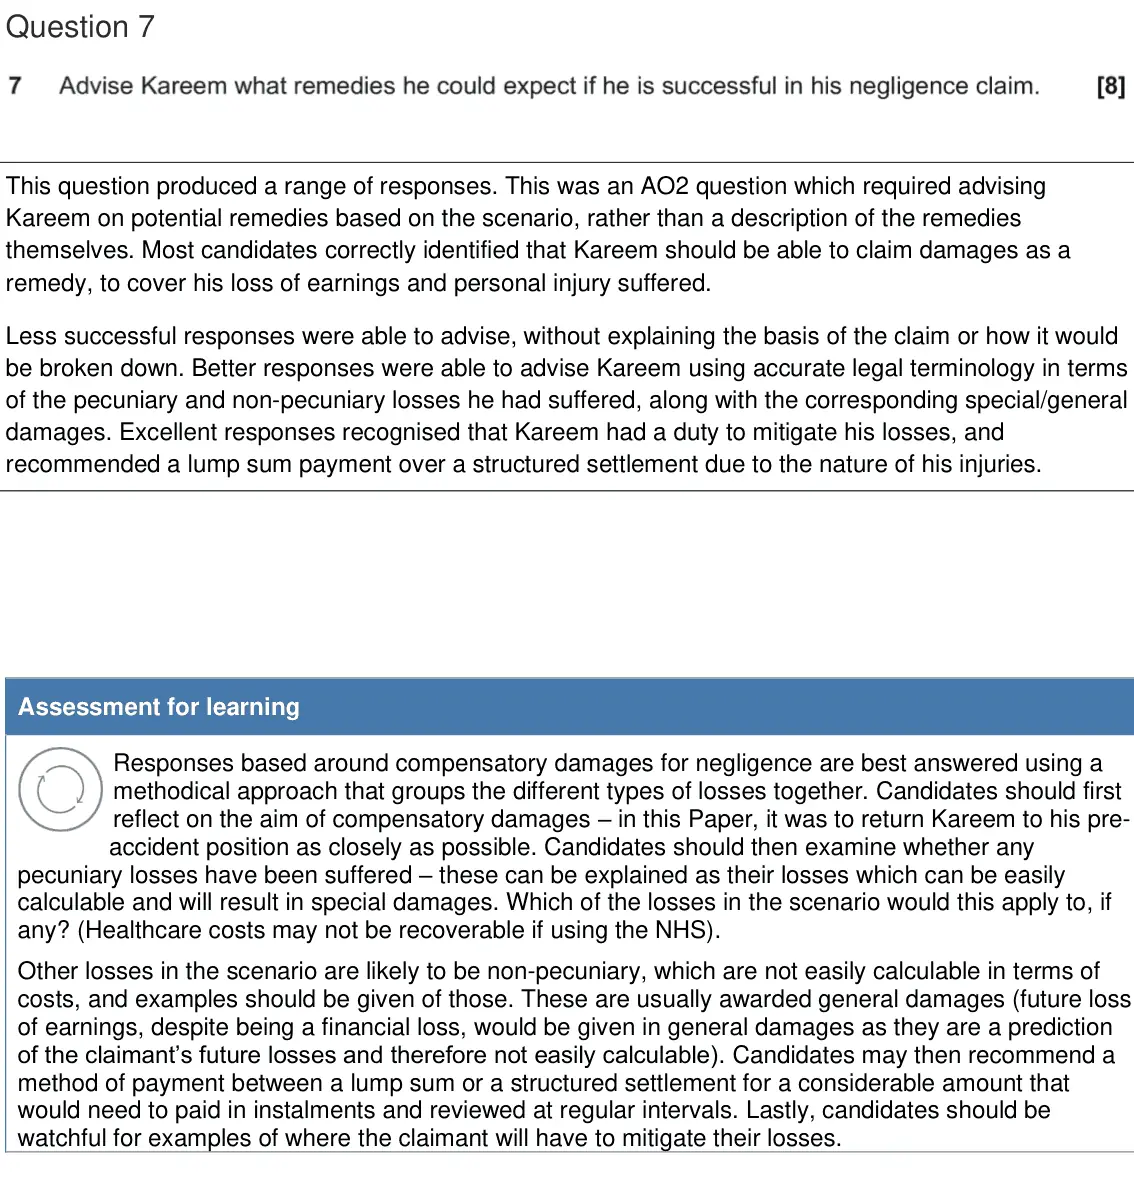 Question 7
7 Advise Kareem what remedies he could expect if he is successful in his negligence claim. [8]
This question produced a range of responses. This was an AO2 question which required advising
Kareem on potential remedies based on the scenario, rather than a description of the remedies
themselves. Most candidates correctly identified that Kareem should be able to claim damages as a
remedy, to cover his loss of earnings and personal injury suffered.
Less successful responses were able to advise, without explaining the basis of the claim or how it would
be broken down. Better responses were able to advise Kareem using accurate legal terminology in terms
of the pecuniary and non-pecuniary losses he had suffered, along with the corresponding special/general
damages. Excellent responses recognised that Kareem had a duty to mitigate his losses, and
recommended a lump sum payment over a structured settlement due to the nature of his injuries.
Assessment for learning
Responses based around compensatory damages for negligence are best answered using a
methodical approach that groups the different types of losses together. Candidates should first
reflect on the aim of compensatory damages – in this Paper, it was to return Kareem to his pre-
accident position as closely as possible. Candidates should then examine whether any
pecuniary losses have been suffered – these can be explained as their losses which can be easily
calculable and will result in special damages. Which of the losses in the scenario would this apply to, if
any? (Healthcare costs may not be recoverable if using the NHS).
Other losses in the scenario are likely to be non-pecuniary, which are not easily calculable in terms of
costs, and examples should be given of those. These are usually awarded general damages (future loss
of earnings, despite being a financial loss, would be given in general damages as they are a prediction
of the claimant’s future losses and therefore not easily calculable). Candidates may then recommend a
method of payment between a lump sum or a structured settlement for a considerable amount that
would need to paid in instalments and reviewed at regular intervals. Lastly, candidates should be
watchful for examples of where the claimant will have to mitigate their losses.